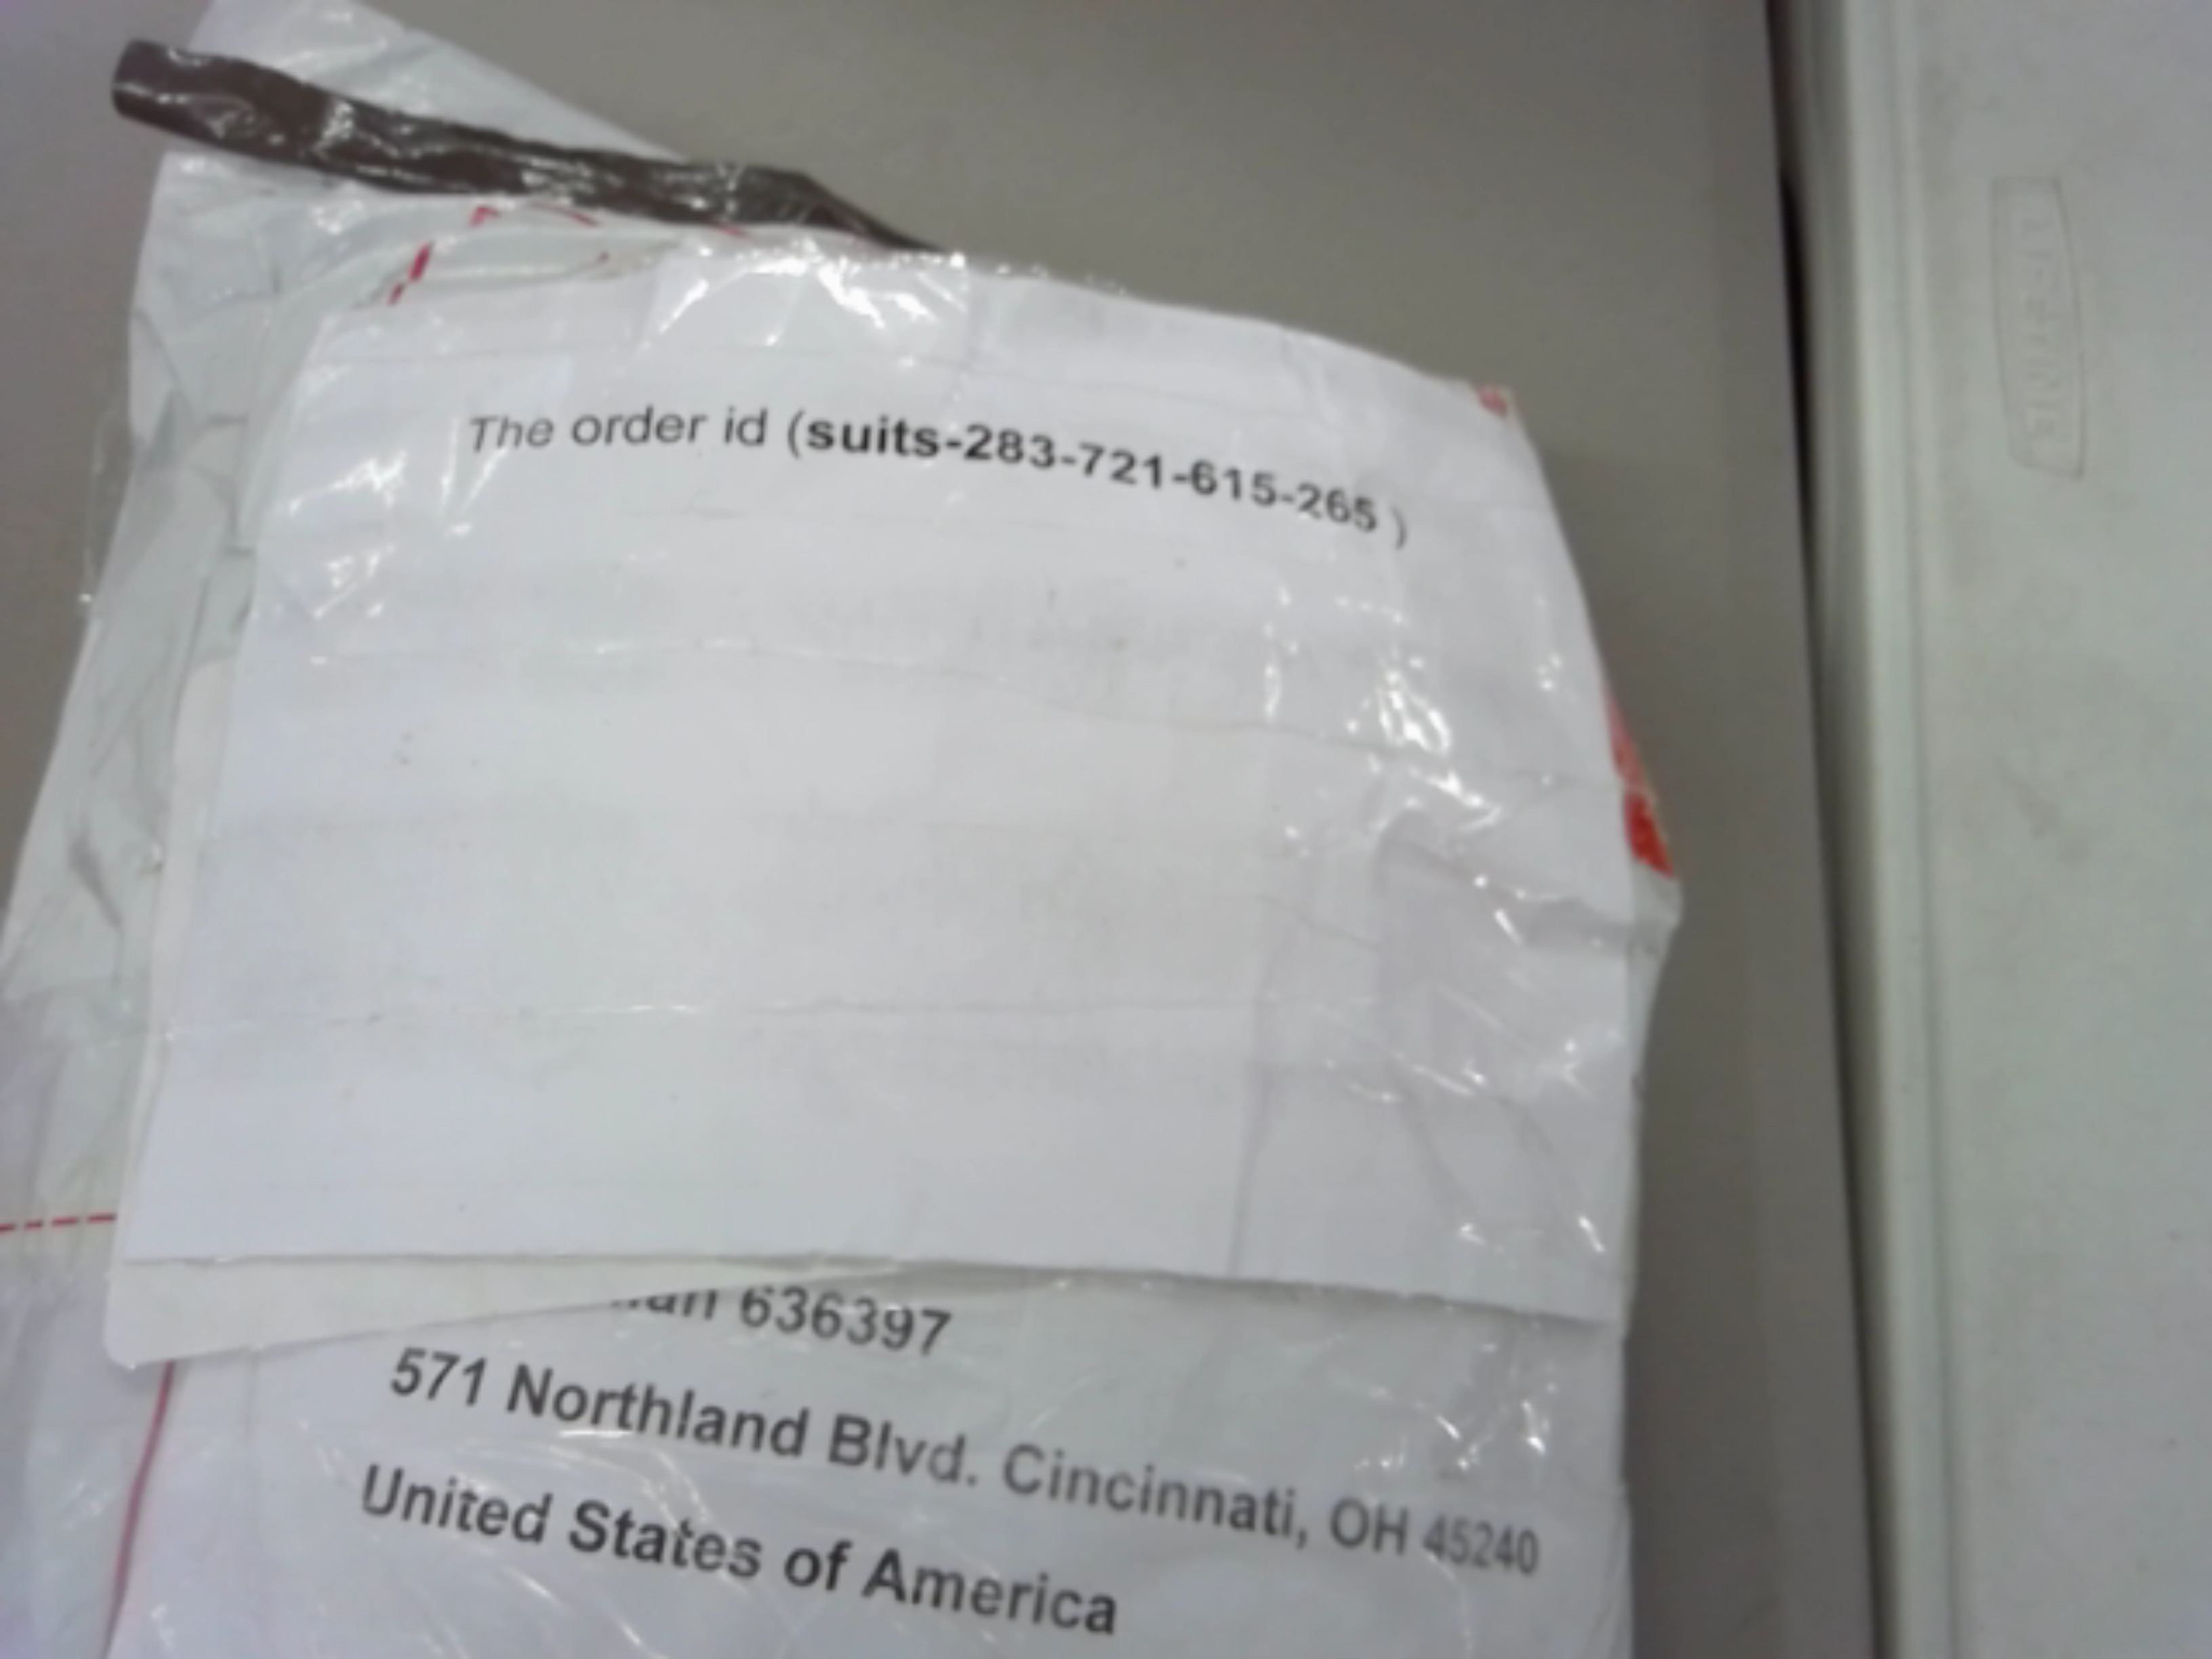 The order id (suits-283-721-615-265 )
636397
571 Northland Blvd. Cincinnati, OH 45240
United States of America